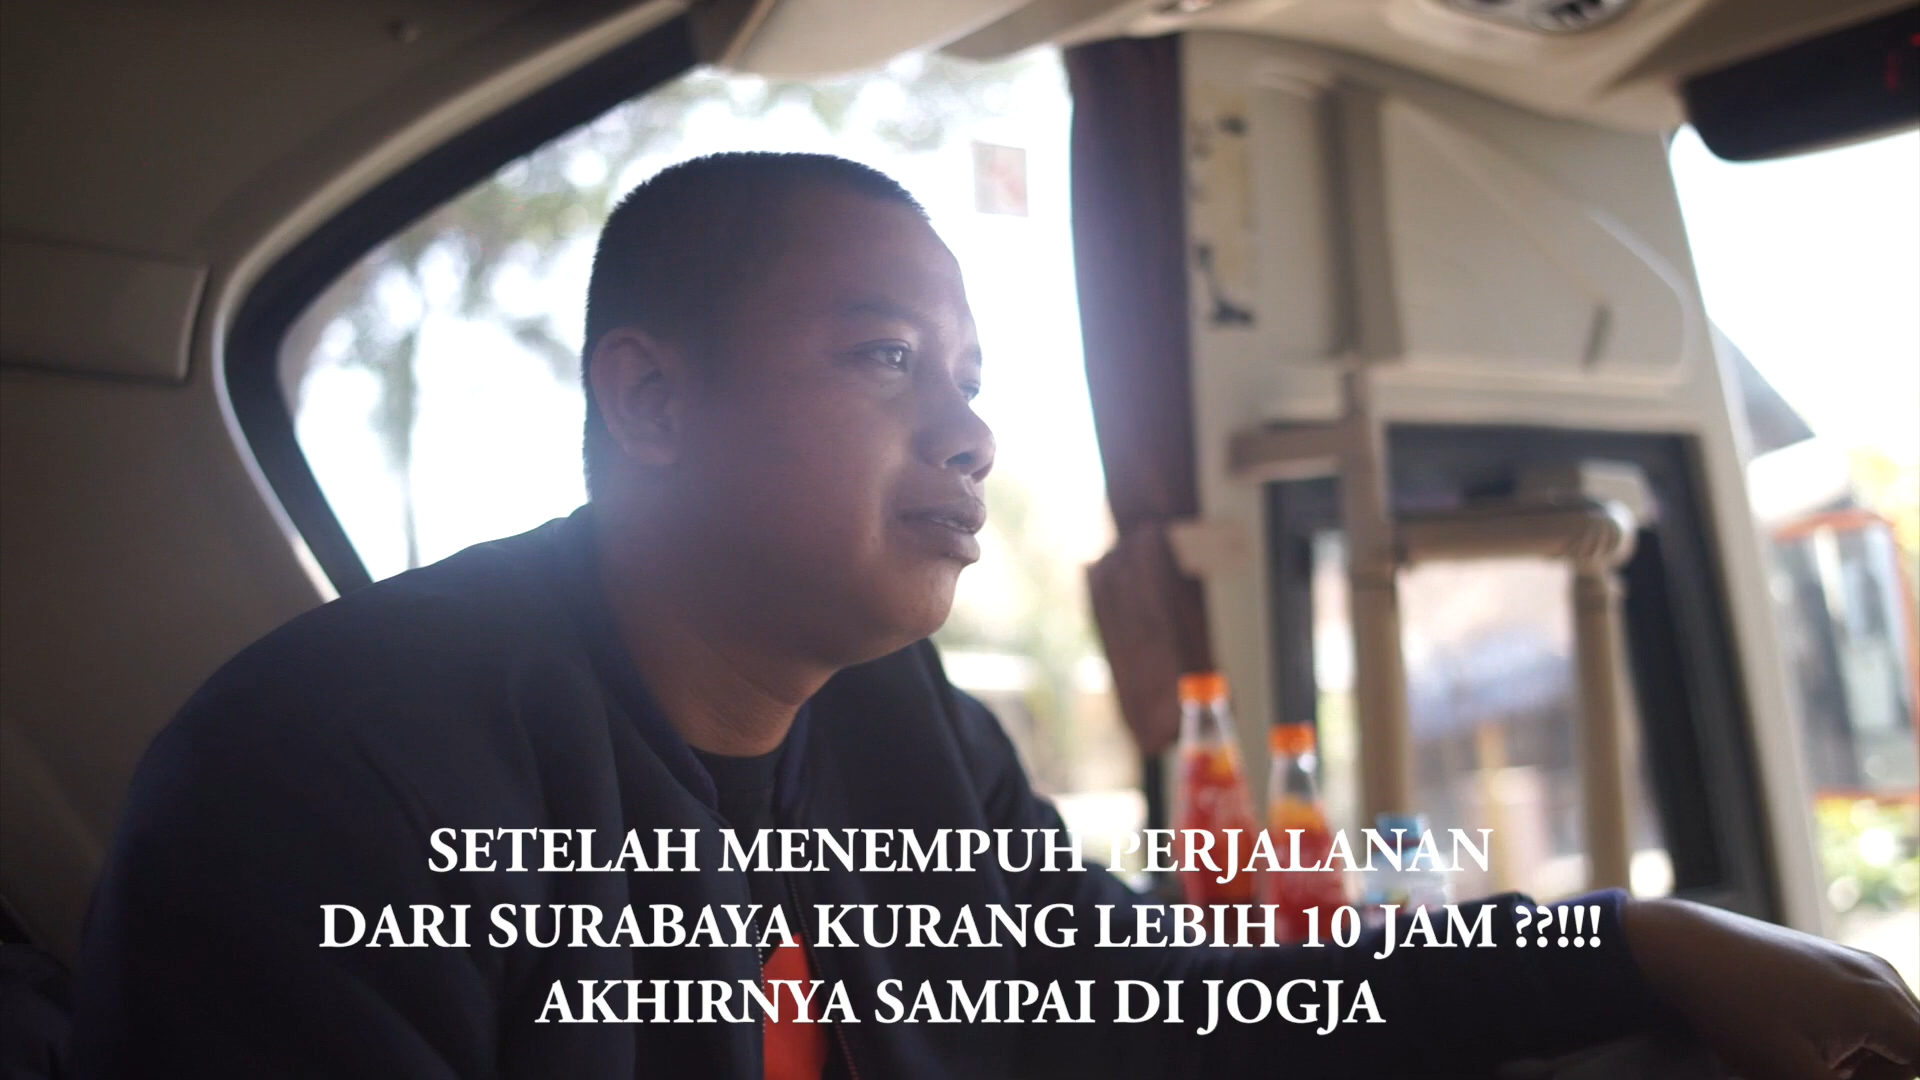 SETELAH MENEMPUH PERJALANAN
DARI SURABAYA KURANG LEBIH 10 JAM ??!!!
AKHIRNYA SAMPAI DI JOGJA